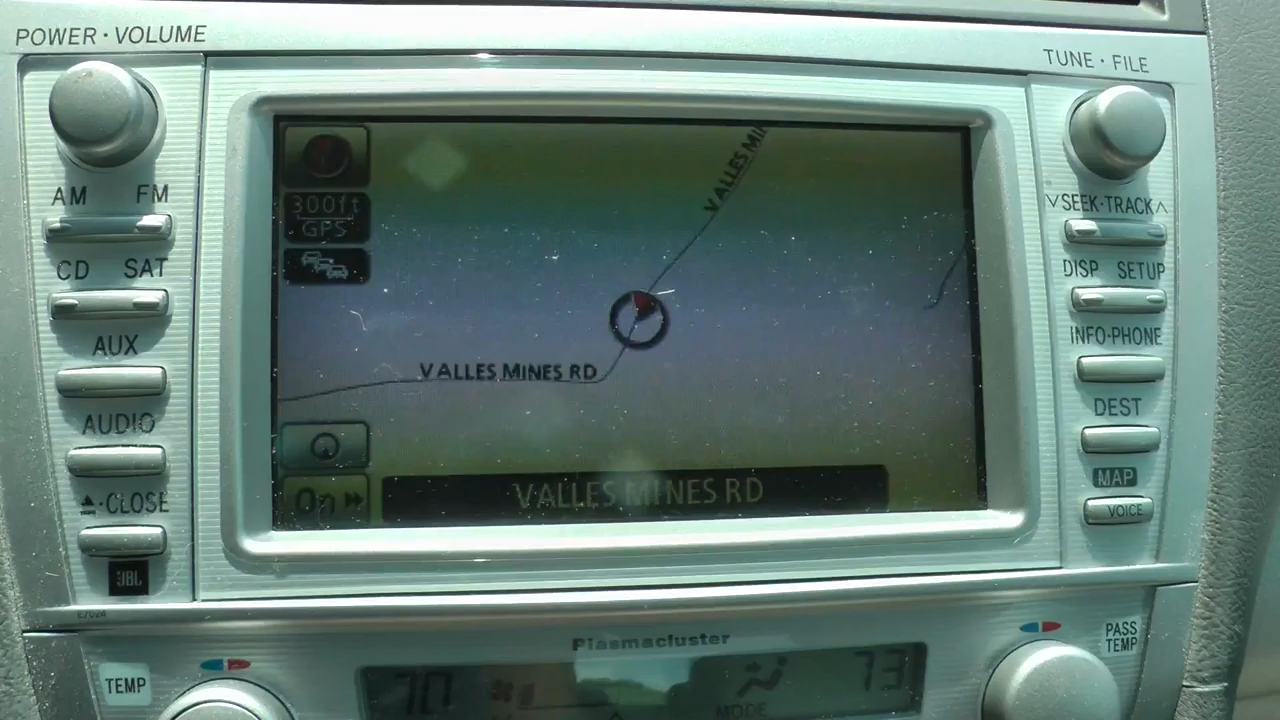 POWER · VOLUME
TUNE · FILE
AM FM
CD SAT
AUX
AUDIO
·CLOSE
JBL
E7024
300ft
GPS
VALLES MIN
VALLES MINES RD
VALLES MINES RD
On
SEEK·TRACK
DISP SETUP
INFO·PHONE
DEST
MAP
VOICE
Plasmacluster
TEMP
70
MODE
73
PASS
TEMP